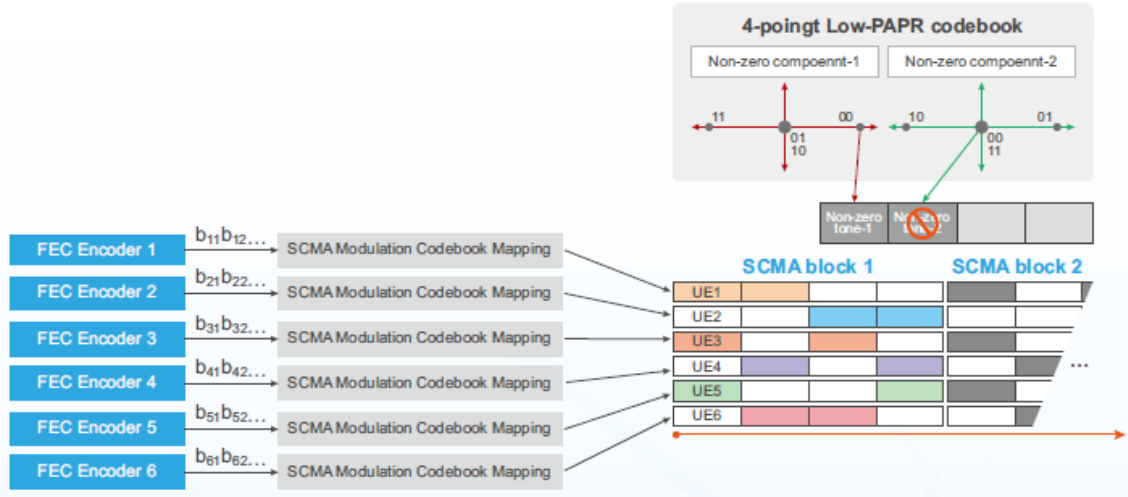 4-poingt Low-PAPR codebook
Non-zero compoennt-1
Non-zero compoennt-2
11
00
01
10
10
01
00
11
Non-zero
tone-1
Non-zero
SCMA block 1
SCMA block 2
FEC Encoder 1
b11b12...
SCMA Modulation Codebook Mapping
UE1
FEC Encoder 2
b21b22...
SCMA Modulation Codebook Mapping
UE2
FEC Encoder 3
b31b32...
SCMA Modulation Codebook Mapping
UE3
FEC Encoder 4
b41b42...
SCMA Modulation Codebook Mapping
UE4
...
FEC Encoder 5
b51b52...
SCMA Modulation Codebook Mapping
UE5
FEC Encoder 6
b61b62...
SCMA Modulation Codebook Mapping
UE6